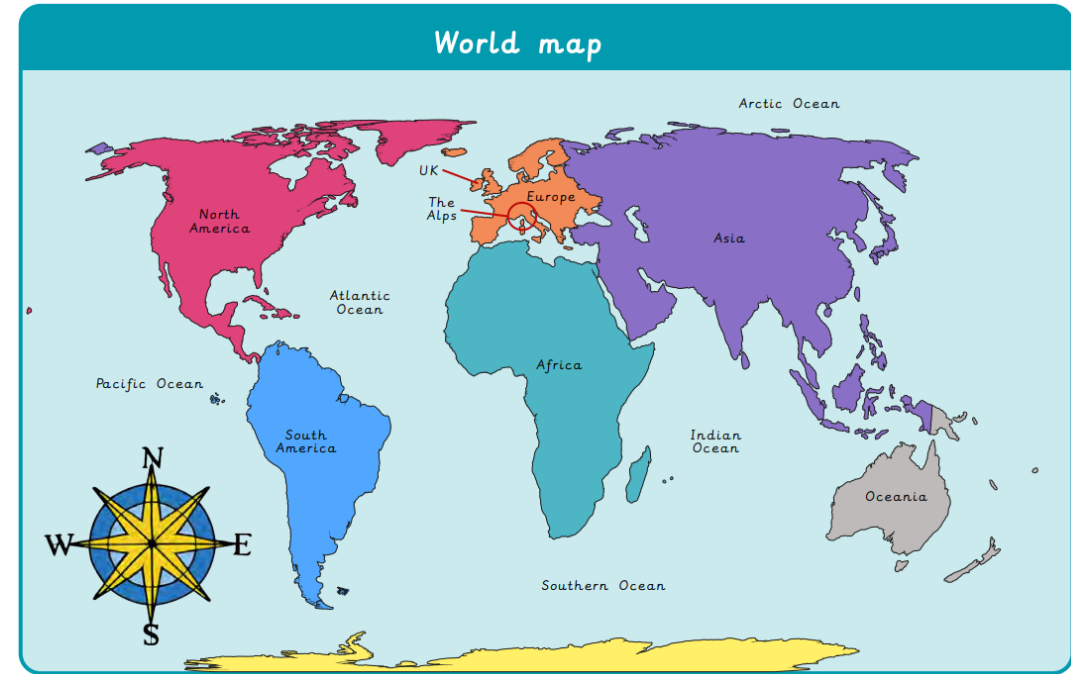 World map
Arctic Ocean
UK
The
Alps
Europe
North
America
Asia
Atlantic
Ocean
Africa
Pacific Ocean
South
America
Indian
Ocean
Oceania
N
W
E
S
Southern Ocean